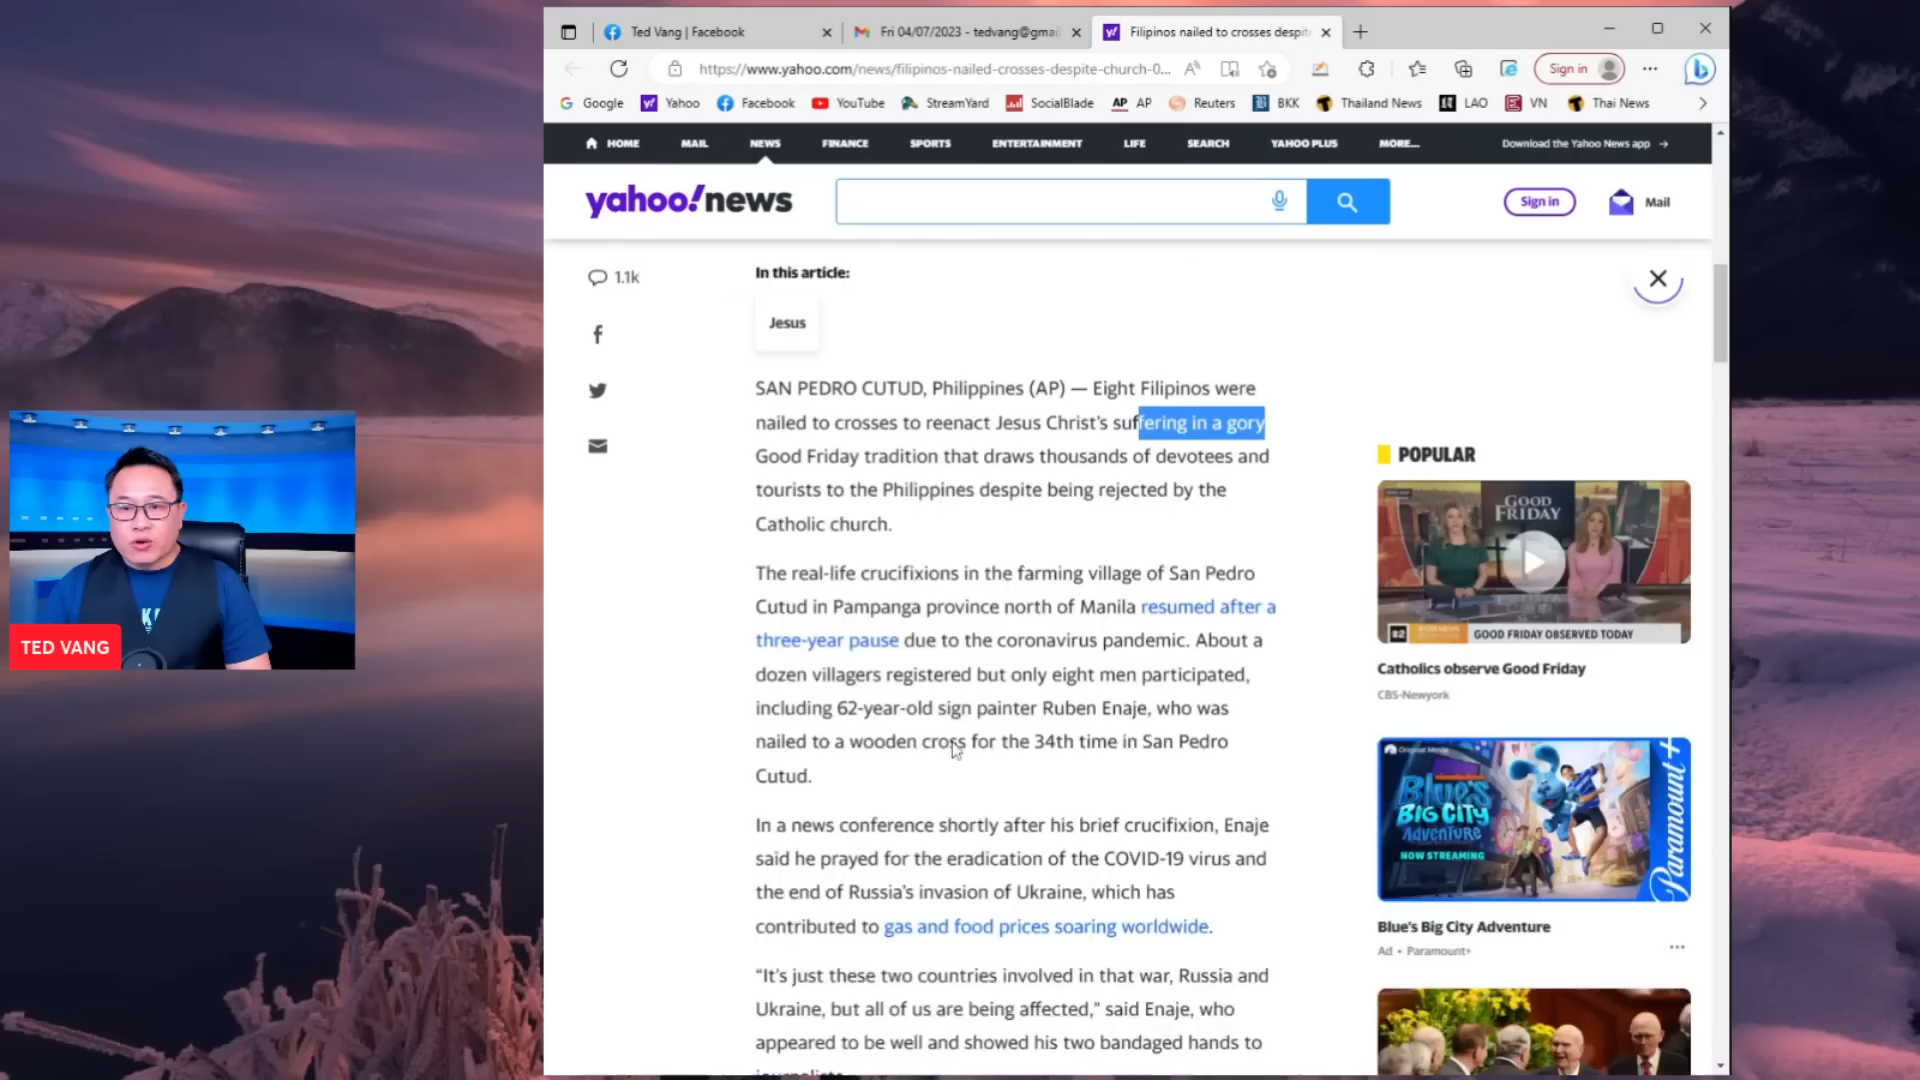 Ted Vang | Facebook
Fri 04/07/2023 - tedvang@gmai
Filipinos nailed to crosses despit
https://www.yahoo.com/news/filipinos-nailed-crosses-despite-church-0...
Sign in
Google
Yahoo
Facebook
YouTube
StreamYard
SocialBlade
AP AP
Reuters
BKK
Thailand News
LAO
VN
Thai News
HOME
MAIL
NEWS
FINANCE
SPORTS
ENTERTAINMENT
LIFE
SEARCH
YAHOO PLUS
MORE...
Download the Yahoo News app →
yahoo!news
Sign in
Mail
1.1k
In this article:
Jesus
SAN PEDRO CUTUD, Philippines (AP) — Eight Filipinos were
nailed to crosses to reenact Jesus Christ's suffering in a gory
Good Friday tradition that draws thousands of devotees and
tourists to the Philippines despite being rejected by the
Catholic church.
The real-life crucifixions in the farming village of San Pedro
Cutud in Pampanga province north of Manila resumed after a
three-year pause due to the coronavirus pandemic. About a
dozen villagers registered but only eight men participated,
including 62-year-old sign painter Ruben Enaje, who was
nailed to a wooden cross for the 34th time in San Pedro
Cutud.
In a news conference shortly after his brief crucifixion, Enaje
said he prayed for the eradication of the COVID-19 virus and
the end of Russia's invasion of Ukraine, which has
contributed to gas and food prices soaring worldwide.
"It's just these two countries involved in that war, Russia and
Ukraine, but all of us are being affected," said Enaje, who
appeared to be well and showed his two bandaged hands to
journalists.
POPULAR
GOOD
FRIDAY
GOOD FRIDAY OBSERVED TODAY
Catholics observe Good Friday
CBS-Newyork
BLUE'S
BIG CITY
ADVENTURE
NOW STREAMING
Paramount+
Blue's Big City Adventure
Ad • Paramount+
TED VANG